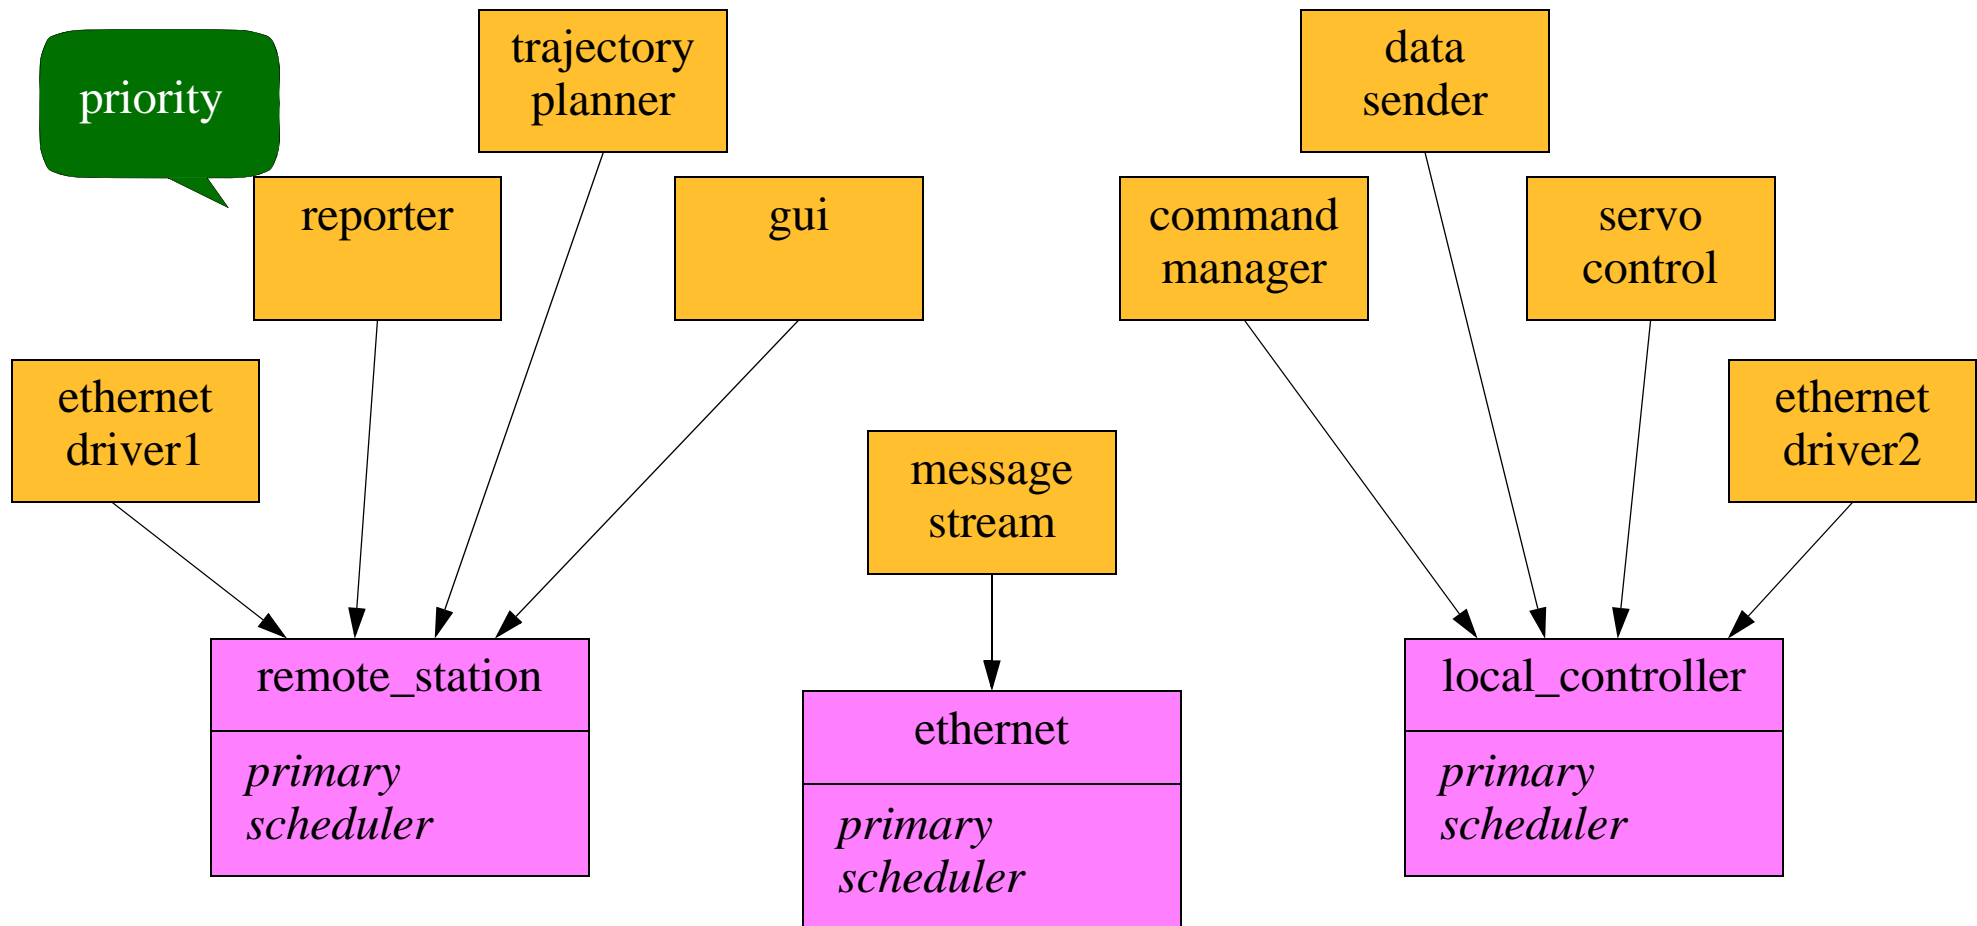 priority
trajectory
planner
data
sender
reporter
gui
command
manager
servo
control
ethernet
driver1
message
stream
ethernet
driver2
remote_station
primary
scheduler
ethernet
primary
scheduler
local_controller
primary
scheduler